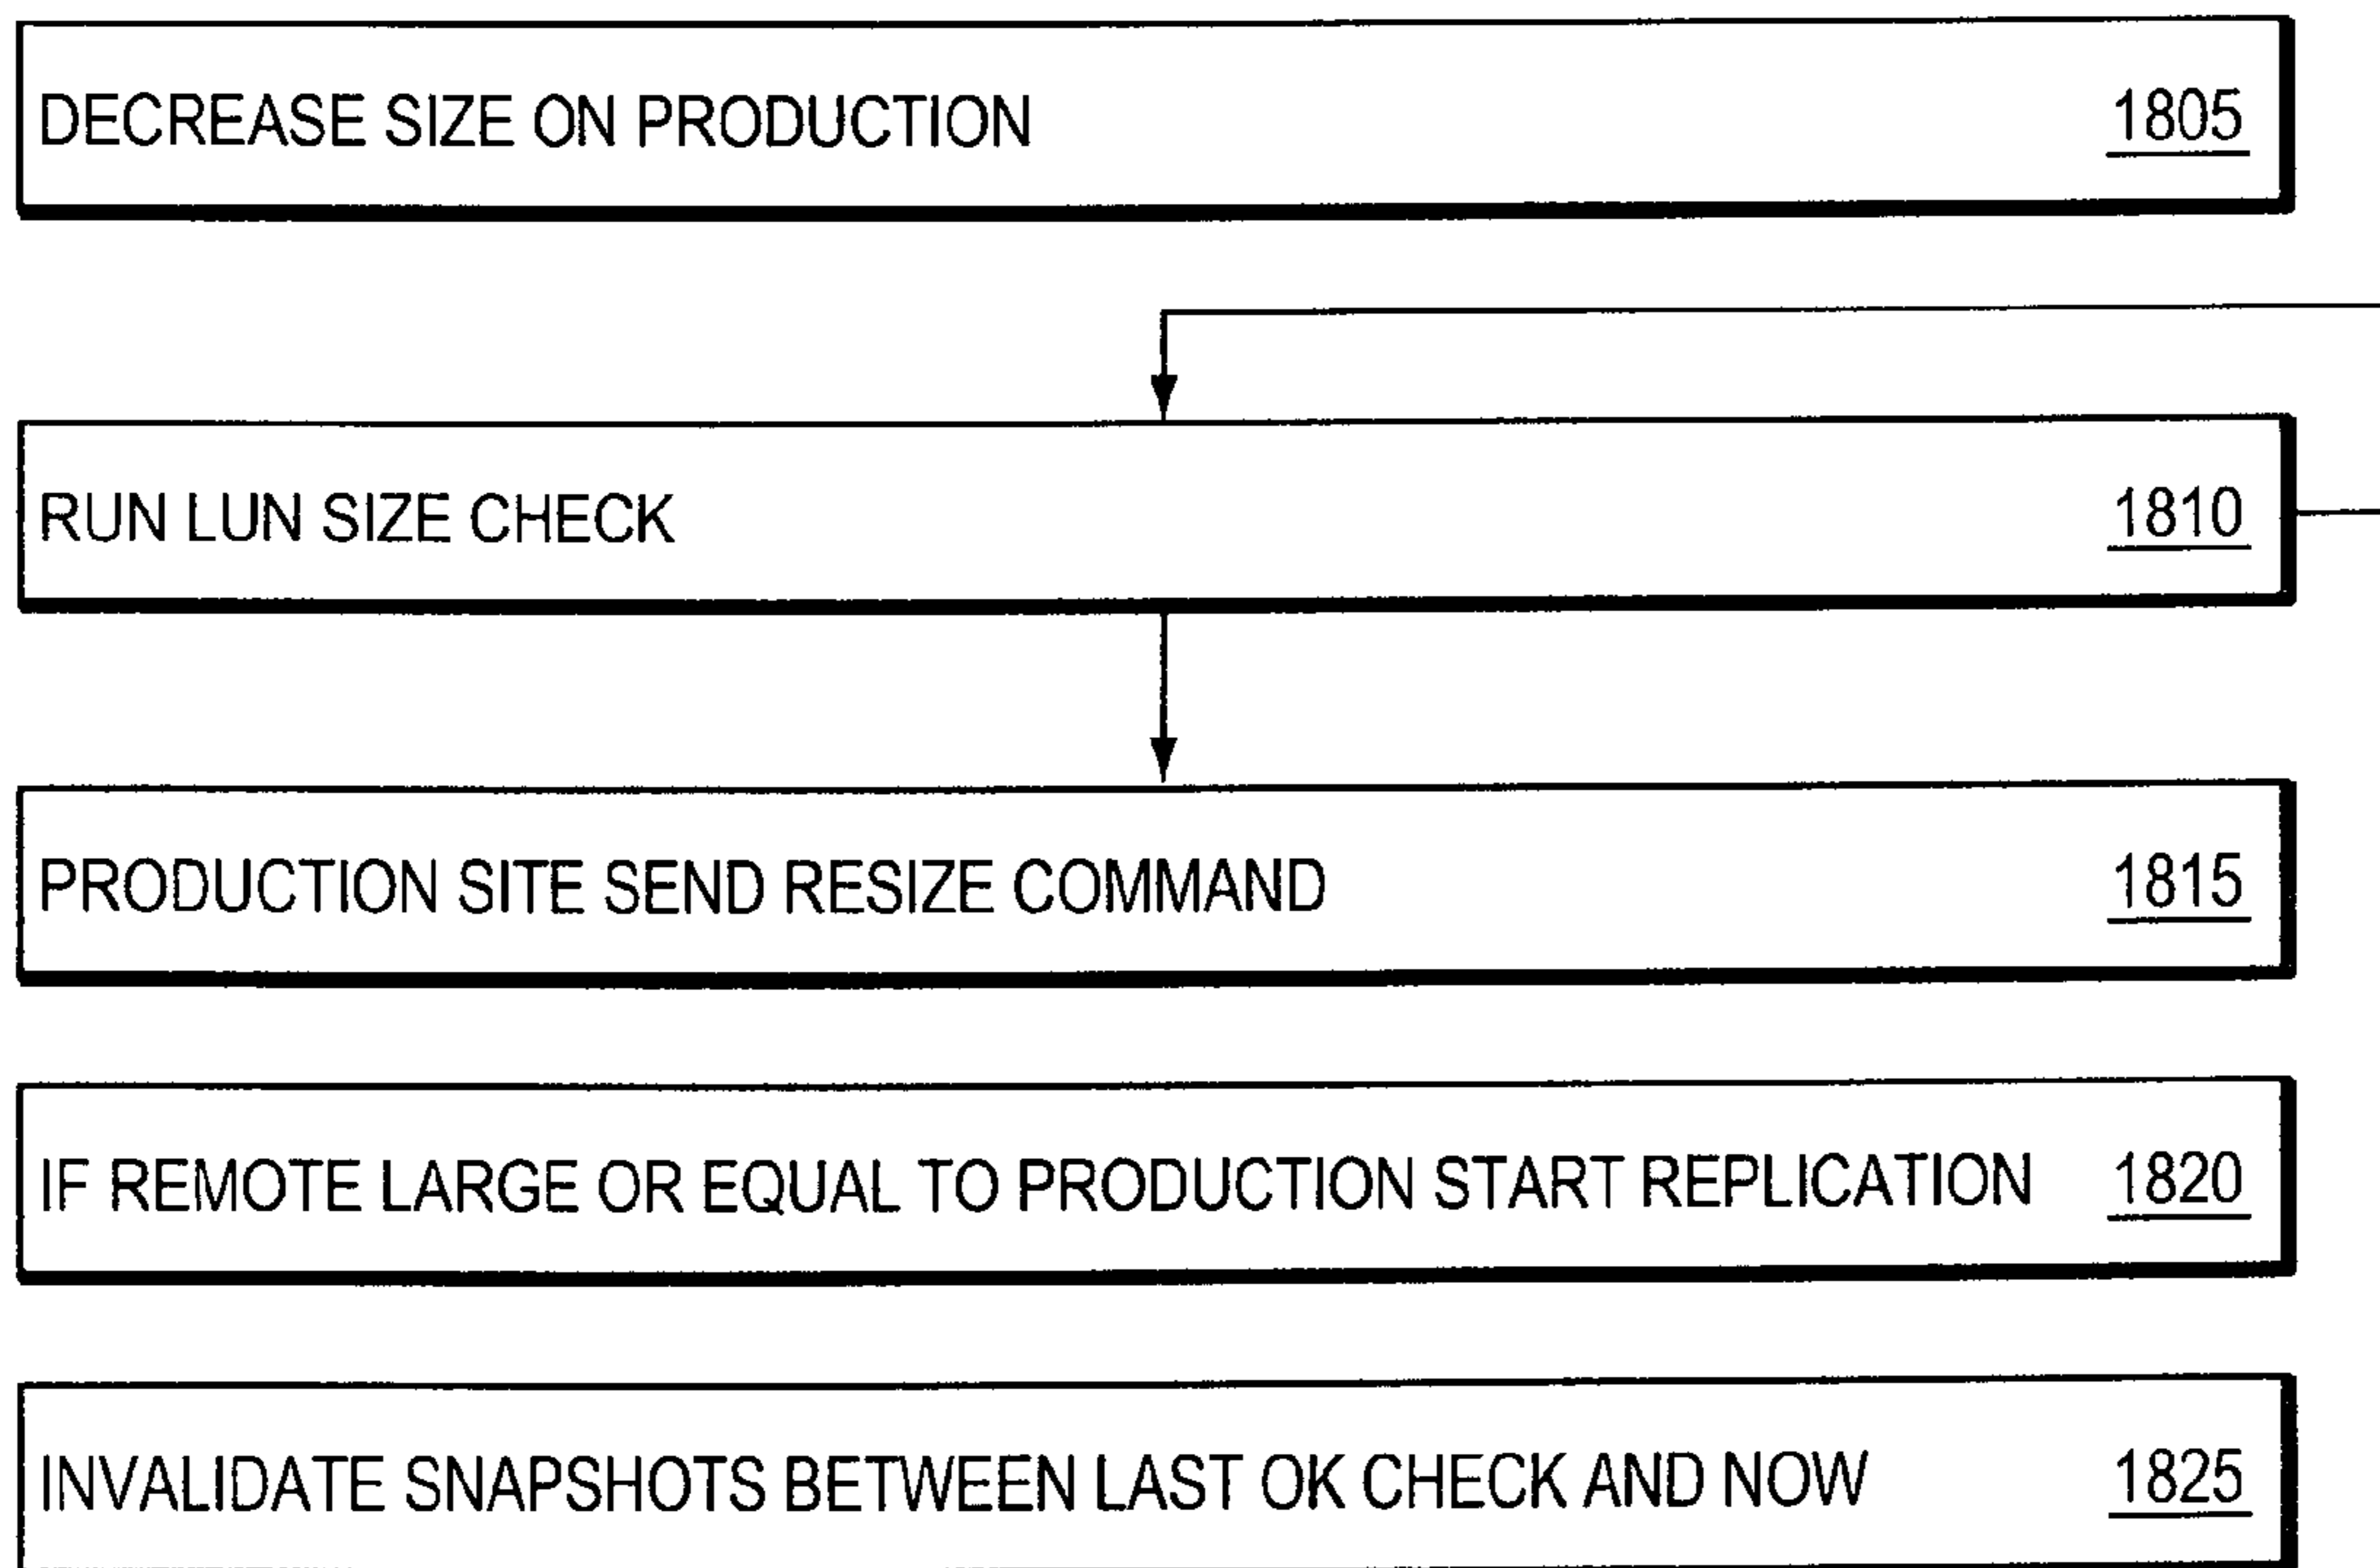 DECREASE SIZE ON PRODUCTION 1805
RUN LUN SIZE CHECK 1810
PRODUCTION SITE SEND RESIZE COMMAND 1815
IF REMOTE LARGE OR EQUAL TO PRODUCTION START REPLICATION 1820
INVALIDATE SNAPSHOTS BETWEEN LAST OK CHECK AND NOW 1825